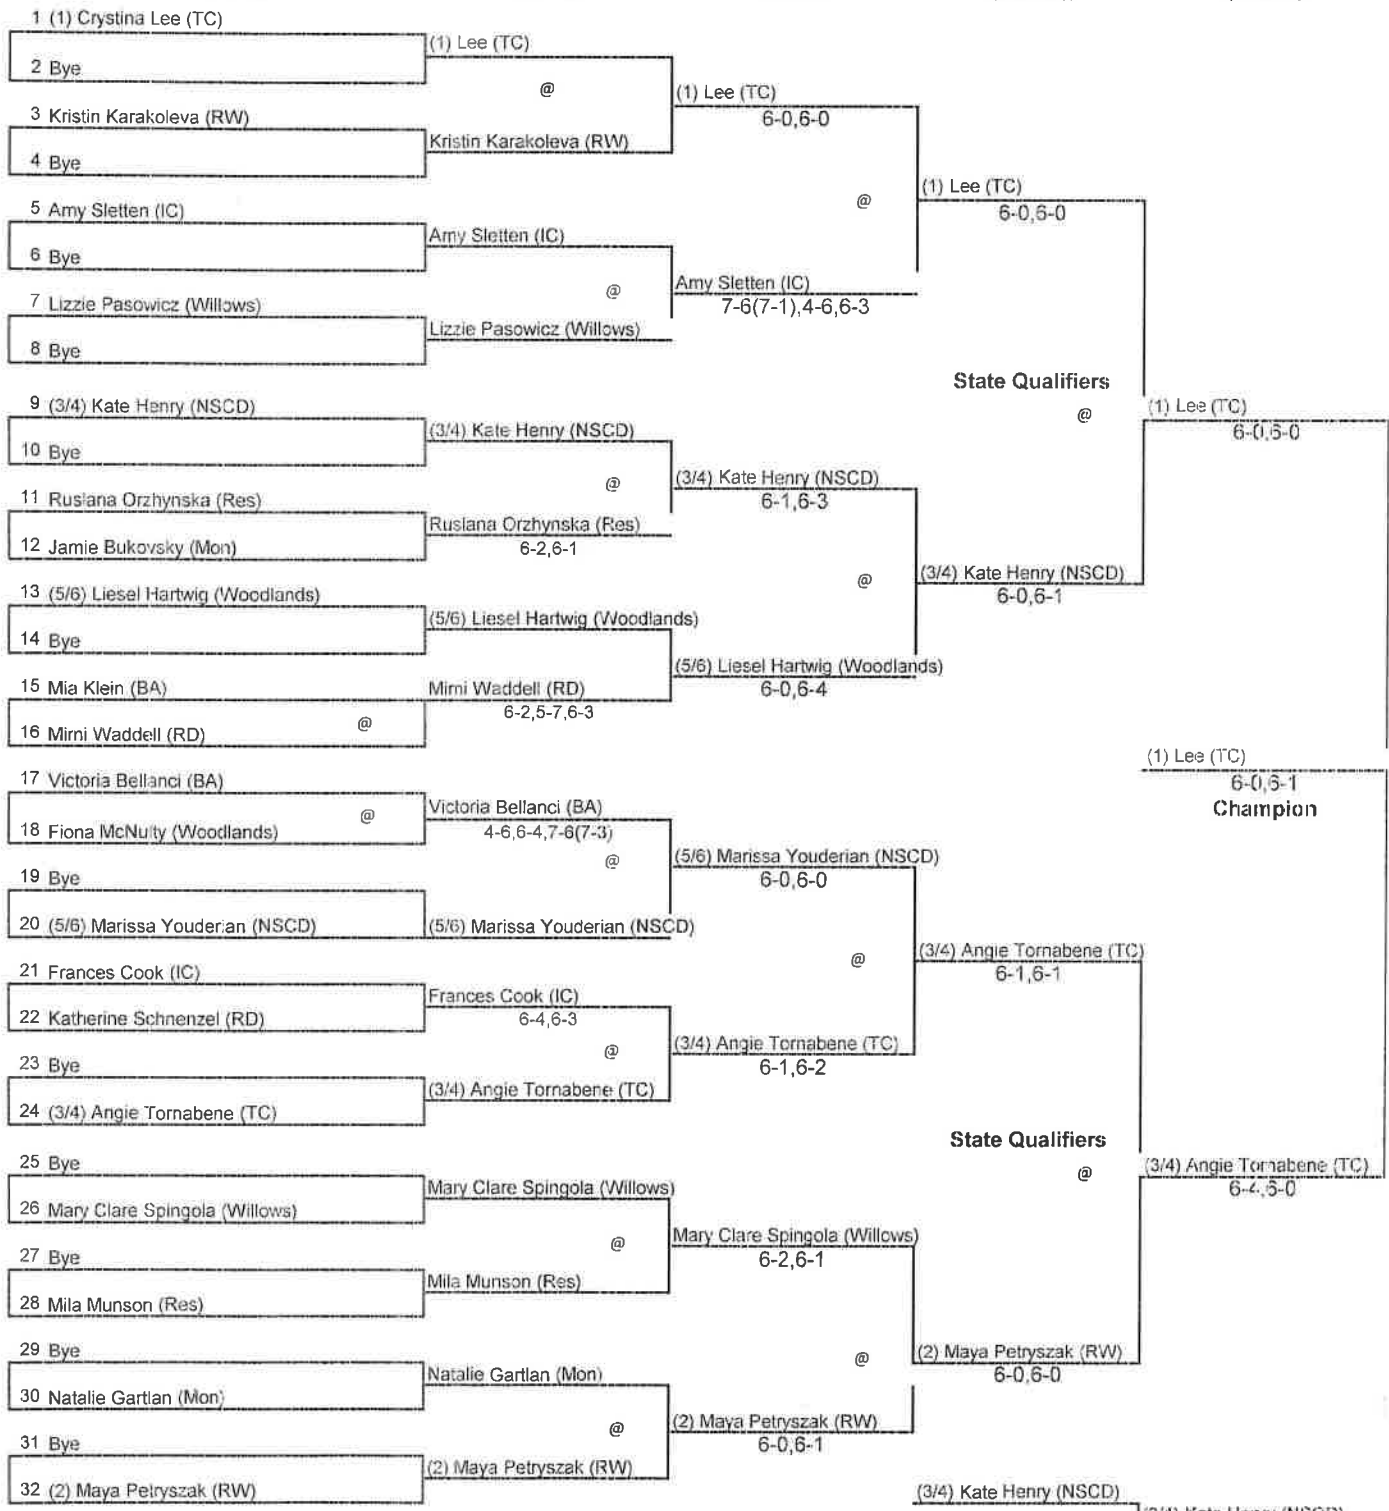 1 (1) Crystina Lee (TC)
(1) Lee (TC)
2 Bye
@
(1) Lee (TC)
6-0,6-0
3 Kristin Karakoleva (RW)
Kristin Karakoleva (RW)
4 Bye
@
(1) Lee (TC)
6-0,6-0
5 Amy Sletten (IC)
Amy Sletten (IC)
6 Bye
@
Amy Sletten (IC)
7-6(7-1),4-6,6-3
7 Lizzie Pasowicz (Willows)
Lizzie Pasowicz (Willows)
8 Bye
State Qualifiers
@
(1) Lee (TC)
6-0,6-0
9 (3/4) Kate Henry (NSCD)
(3/4) Kate Henry (NSCD)
10 Bye
@
(3/4) Kate Henry (NSCD)
6-1,6-3
11 Ruslana Orzhynska (Res)
Ruslana Orzhynska (Res)
6-2,6-1
12 Jamie Bukovsky (Mon)
@
(3/4) Kate Henry (NSCD)
6-0,6-1
13 (5/6) Liesel Hartwig (Woodlands)
(5/6) Liesel Hartwig (Woodlands)
14 Bye
(5/6) Liesel Hartwig (Woodlands)
6-0,6-4
15 Mia Klein (BA)
Mimi Waddell (RD)
6-2,5-7,6-3
@
16 Mimi Waddell (RD)
(1) Lee (TC)
6-0,6-1
Champion
17 Victoria Bellanci (BA)
Victoria Bellanci (BA)
4-6,6-4,7-6(7-3)
@
18 Fiona McNulty (Woodlands)
@
(5/6) Marissa Youderian (NSCD)
6-0,6-0
19 Bye
20 (5/6) Marissa Youderian (NSCD)
(5/6) Marissa Youderian (NSCD)
@
(3/4) Angie Tornabene (TC)
6-1,6-1
21 Frances Cook (IC)
Frances Cook (IC)
6-4,6-3
22 Katherine Schnenzel (RD)
@
(3/4) Angie Tornabene (TC)
6-1,6-2
23 Bye
(3/4) Angie Tornabene (TC)
24 (3/4) Angie Tornabene (TC)
State Qualifiers
@
(3/4) Angie Tornabene (TC)
6-4,6-0
25 Bye
Mary Clare Spingola (Willows)
26 Mary Clare Spingola (Willows)
@
Mary Clare Spingola (Willows)
6-2,6-1
27 Bye
Mila Munson (Res)
28 Mila Munson (Res)
@
(2) Maya Petryszak (RW)
6-0,6-0
29 Bye
Natalie Gartlan (Mon)
30 Natalie Gartlan (Mon)
@
(2) Maya Petryszak (RW)
6-0,6-1
31 Bye
(2) Maya Petryszak (RW)
32 (2) Maya Petryszak (RW)
(3/4) Kate Henry (NSCD)